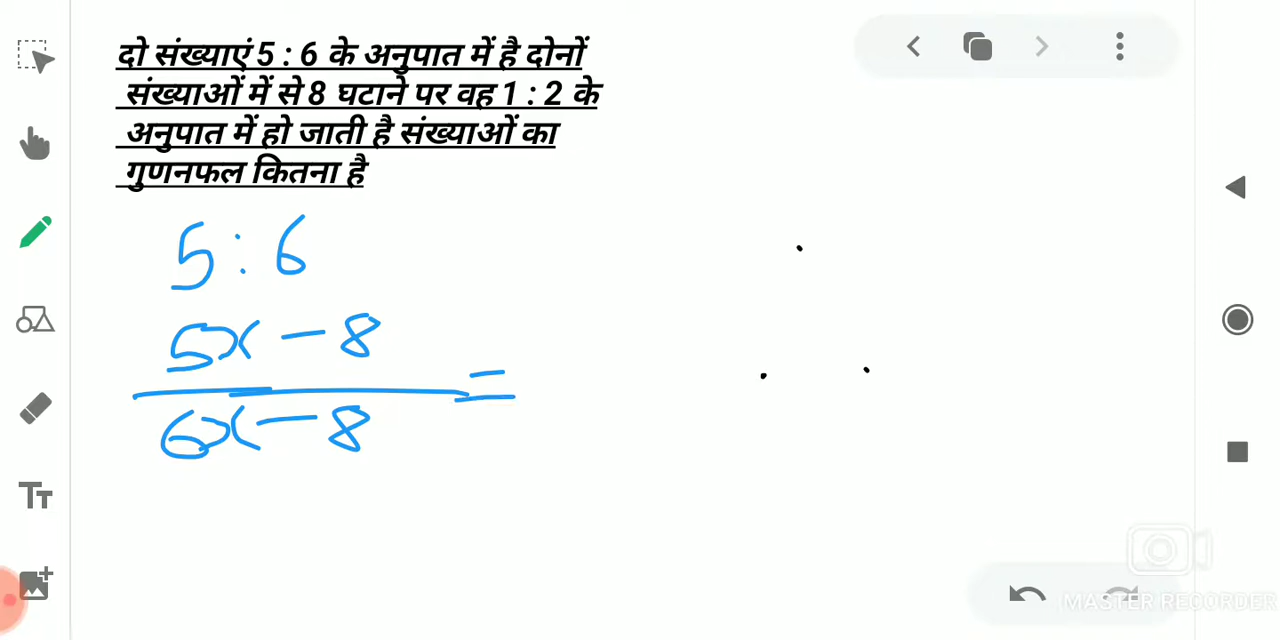 दो संख्याएं 5 : 6 के अनुपात में है दोनों
संख्याओं में से 8 घटाने पर वह 1 : 2 के
अनुपात में हो जाती है संख्याओं का
गुणनफल कितना है
5 : 6
5x - 8
6x - 8 =
Tт
MASTER RECORDER